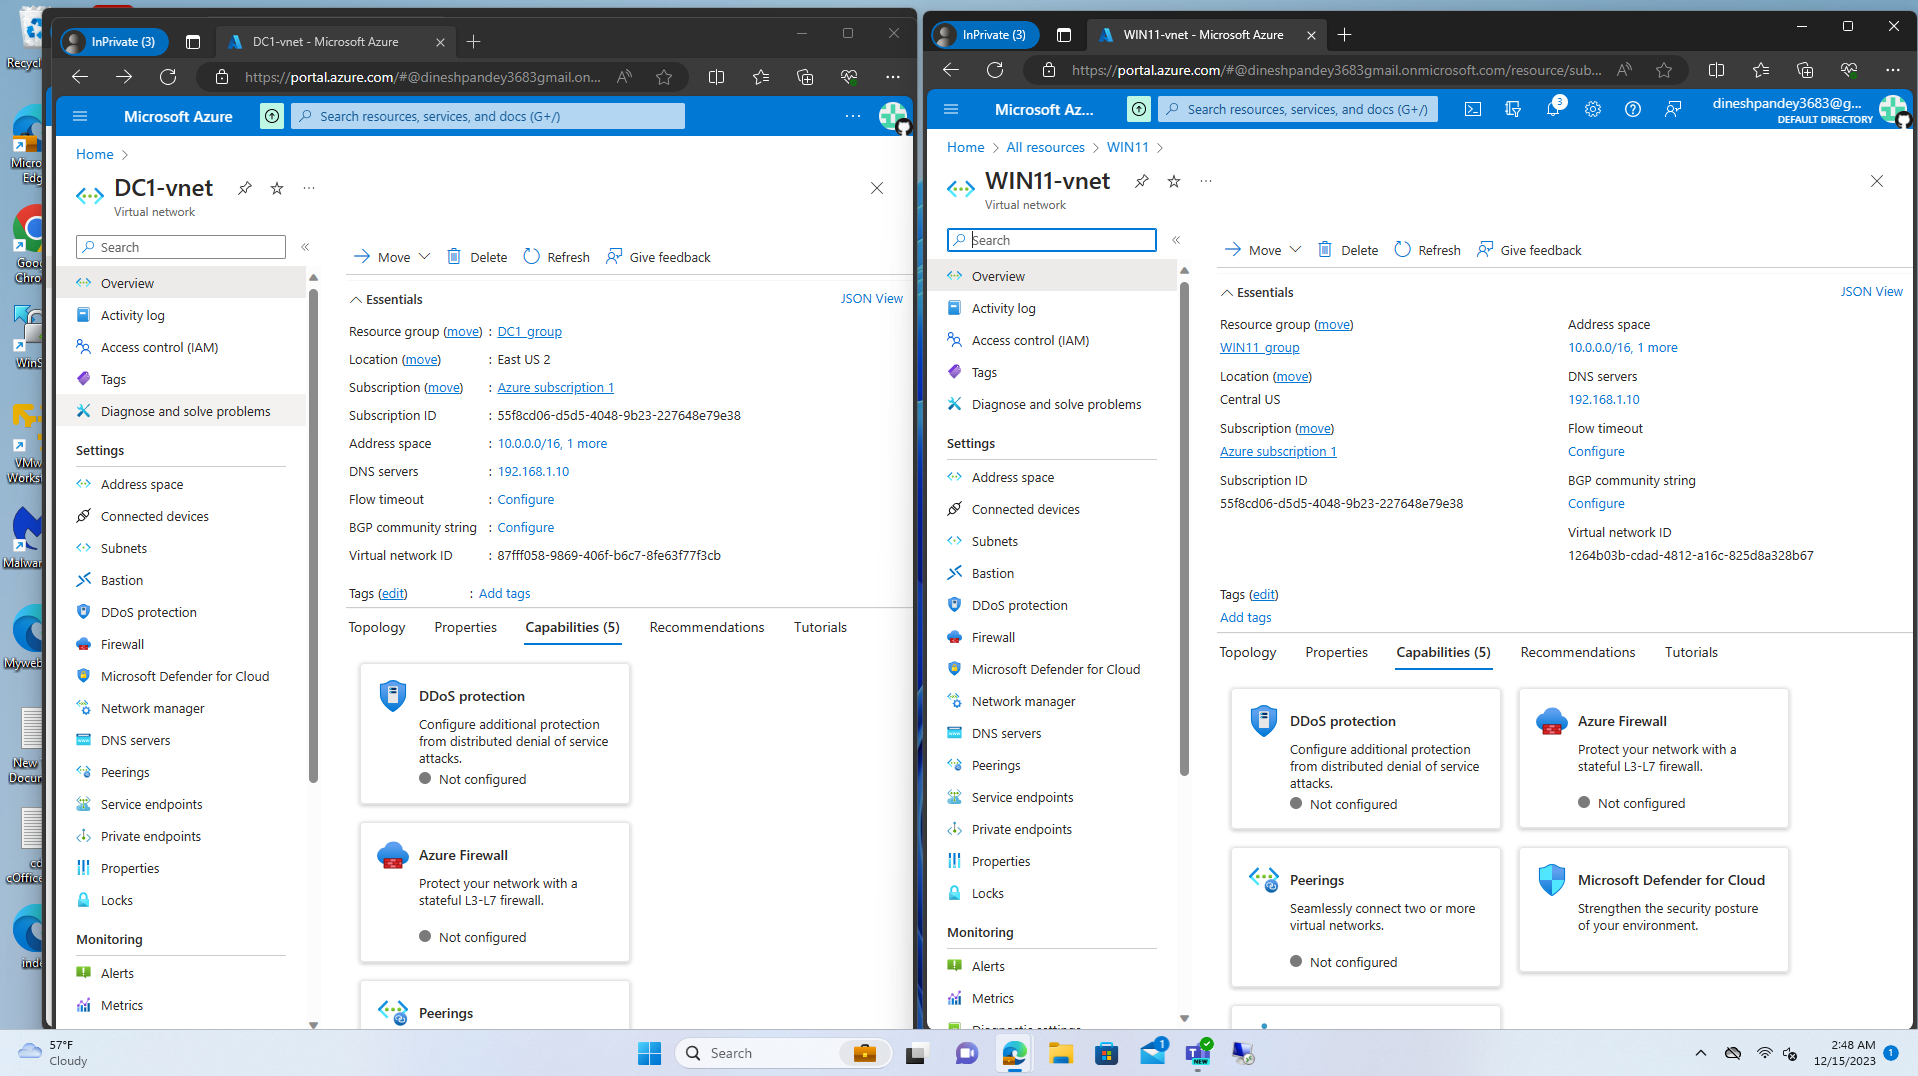 Recycl
Micro
Edg
Goo
Chro
WinS
VMw
Works
Malwar
Myweb
New
Docum
cOffice
inde
InPrivate (3)
DC1-vnet - Microsoft Azure
https://portal.azure.com/#@dineshpandey3683gmail.on...
Microsoft Azure
Search resources, services, and docs (G+/)
Home
DC1-vnet
Virtual network
Search
Overview
Activity log
Access control (IAM)
Tags
Diagnose and solve problems
Settings
Address space
Connected devices
Subnets
Bastion
DDoS protection
Firewall
Microsoft Defender for Cloud
Network manager
DNS servers
Peerings
Service endpoints
Private endpoints
Properties
Locks
Monitoring
Alerts
Metrics
Move Delete Refresh Give feedback
Essentials JSON View
Resource group (move) : DC1_group
Location (move) : East US 2
Subscription (move) : Azure subscription 1
Subscription ID : 55f8cd06-d5d5-4048-9b23-227648e79e38
Address space : 10.0.0.0/16, 1 more
DNS servers : 192.168.1.10
Flow timeout : Configure
BGP community string : Configure
Virtual network ID : 87fff058-9869-406f-b6c7-8fe63f77f3cb
Tags (edit) : Add tags
Topology Properties Capabilities (5) Recommendations Tutorials
DDoS protection
Configure additional protection
from distributed denial of service
attacks.
Not configured
Azure Firewall
Protect your network with a
stateful L3-L7 firewall.
Not configured
Peerings
InPrivate (3)
WIN11-vnet - Microsoft Azure
https://portal.azure.com/#@dineshpandey3683gmail.onmicrosoft.com/resource/sub...
Microsoft Az...
Search resources, services, and docs (G+/)
3
dineshpandey3683@g...
DEFAULT DIRECTORY
Home All resources WIN11
WIN11-vnet
Virtual network
Search
Overview
Activity log
Access control (IAM)
Tags
Diagnose and solve problems
Settings
Address space
Connected devices
Subnets
Bastion
DDoS protection
Firewall
Microsoft Defender for Cloud
Network manager
DNS servers
Peerings
Service endpoints
Private endpoints
Properties
Locks
Monitoring
Alerts
Metrics
Diagnostic settings
Move Delete Refresh Give feedback
Essentials JSON View
Resource group (move)
WIN11_group
Location (move)
Central US
Subscription (move)
Azure subscription 1
Subscription ID
55f8cd06-d5d5-4048-9b23-227648e79e38
Address space
10.0.0.0/16, 1 more
DNS servers
192.168.1.10
Flow timeout
Configure
BGP community string
Configure
Virtual network ID
1264b03b-cdad-4812-a16c-825d8a328b67
Tags (edit)
Add tags
Topology Properties Capabilities (5) Recommendations Tutorials
DDoS protection
Configure additional protection
from distributed denial of service
attacks.
Not configured
Azure Firewall
Protect your network with a
stateful L3-L7 firewall.
Not configured
Peerings
Seamlessly connect two or more
virtual networks.
Not configured
Microsoft Defender for Cloud
Strengthen the security posture
of your environment.
57°F
Cloudy
Search
1
NEW
2:48 AM
12/15/2023
1